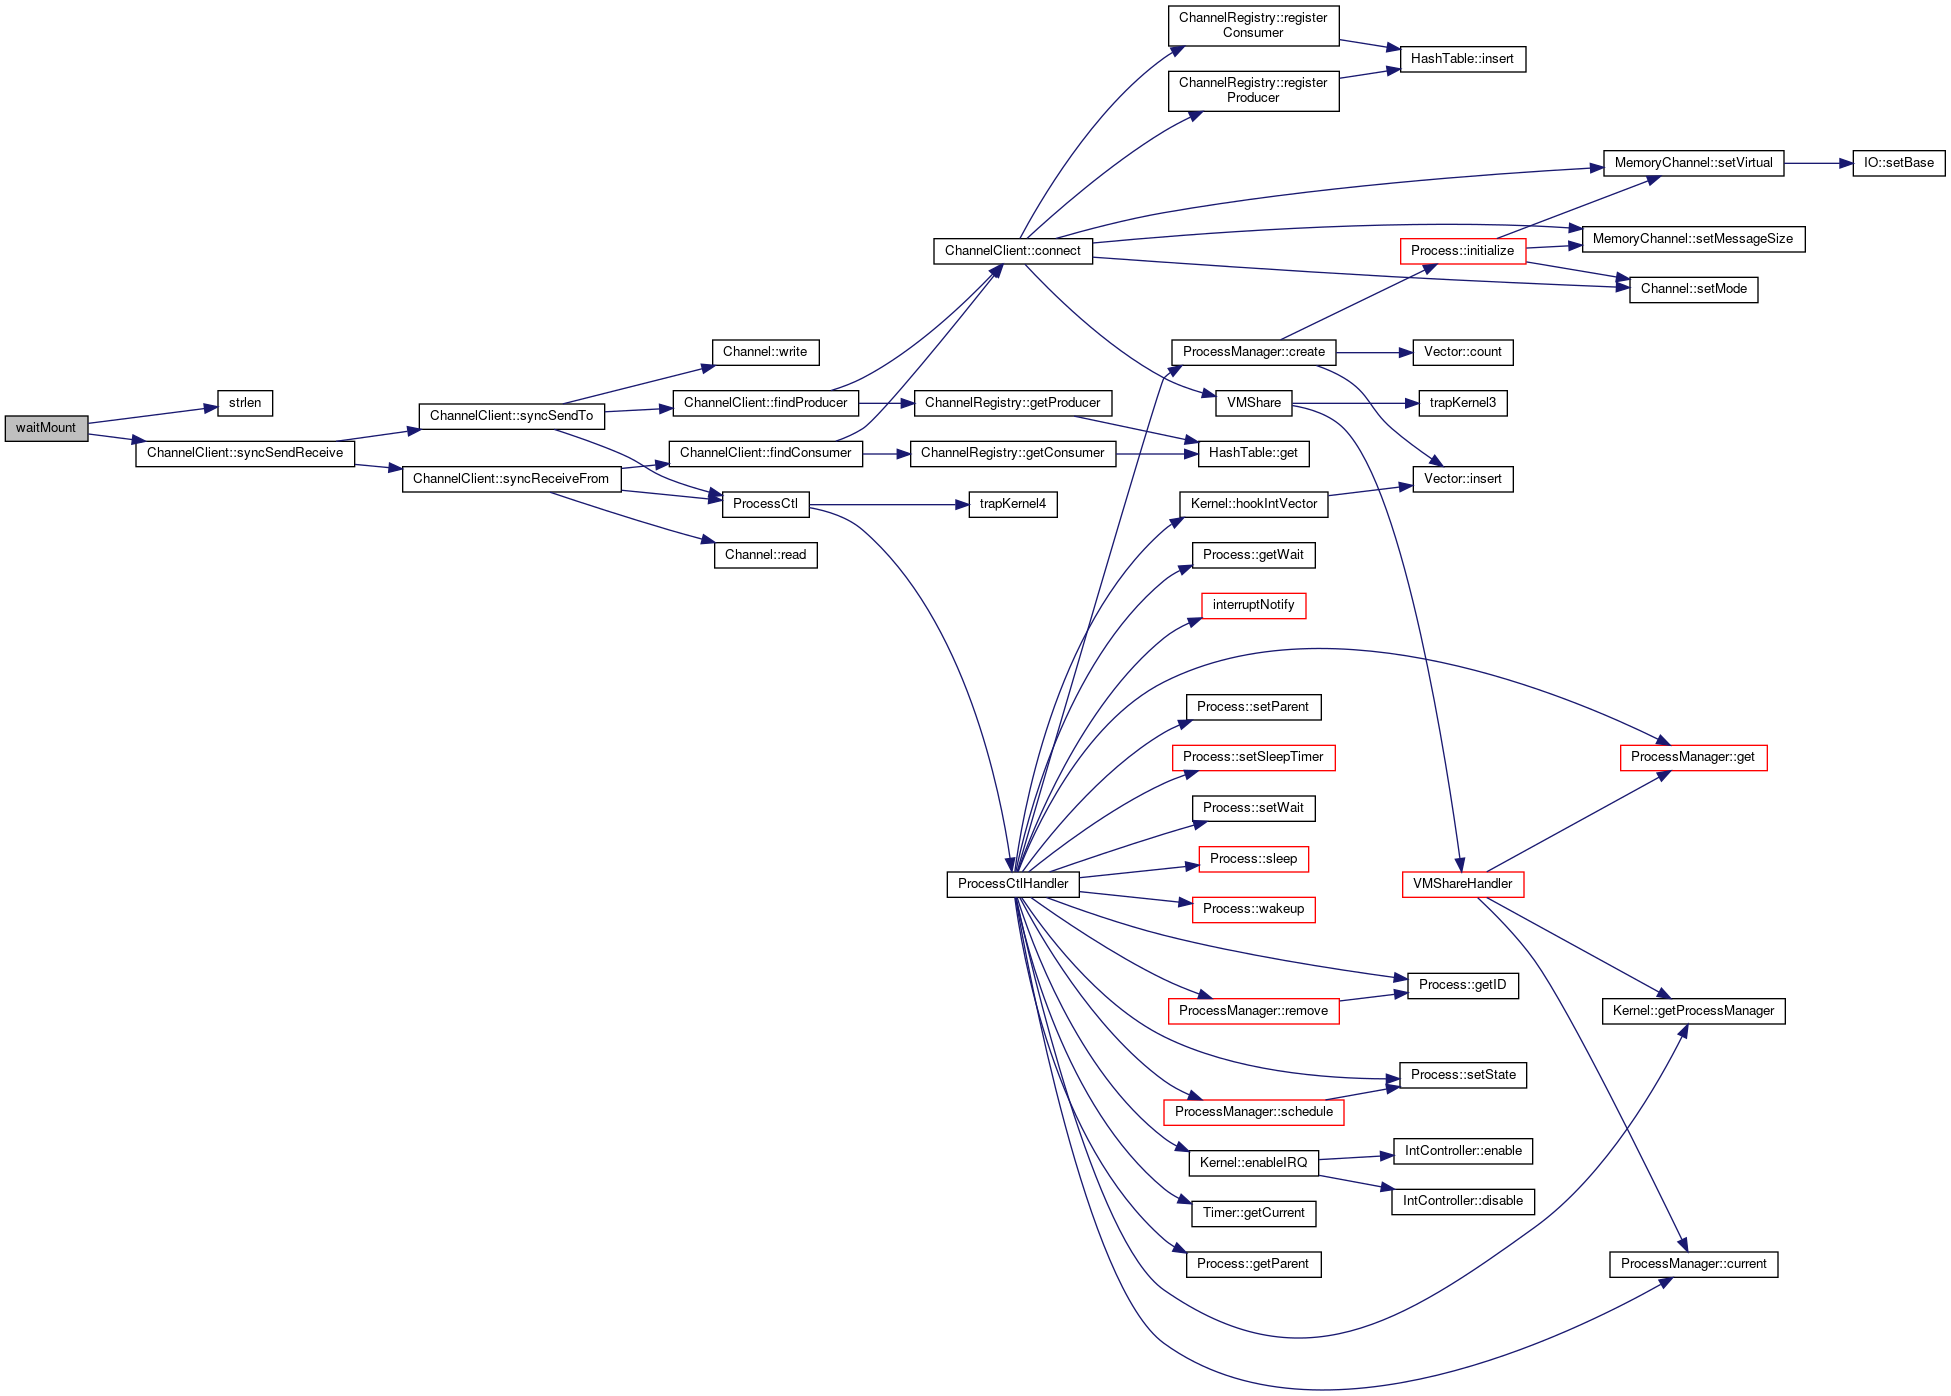 ChannelRegistry::register
Consumer
HashTable::insert
ChannelRegistry::register
Producer
MemoryChannel::setVirtual
IO::setBase
MemoryChannel::setMessageSize
ChannelClient::connect
Process::initialize
Channel::setMode
Channel::write
ProcessManager::create
Vector::count
strlen
ChannelClient::syncSendTo
ChannelClient::findProducer
ChannelRegistry::getProducer
VMShare
trapKernel3
waitMount
ChannelClient::syncSendReceive
ChannelClient::findConsumer
ChannelRegistry::getConsumer
HashTable::get
ChannelClient::syncReceiveFrom
Vector::insert
ProcessCtl
trapKernel4
Kernel::hookIntVector
Channel::read
Process::getWait
interruptNotify
Process::setParent
Process::setSleepTimer
ProcessManager::get
Process::setWait
Process::sleep
ProcessCtlHandler
VMShareHandler
Process::wakeup
Process::getID
ProcessManager::remove
Kernel::getProcessManager
Process::setState
ProcessManager::schedule
IntController::enable
Kernel::enableIRQ
IntController::disable
Timer::getCurrent
Process::getParent
ProcessManager::current